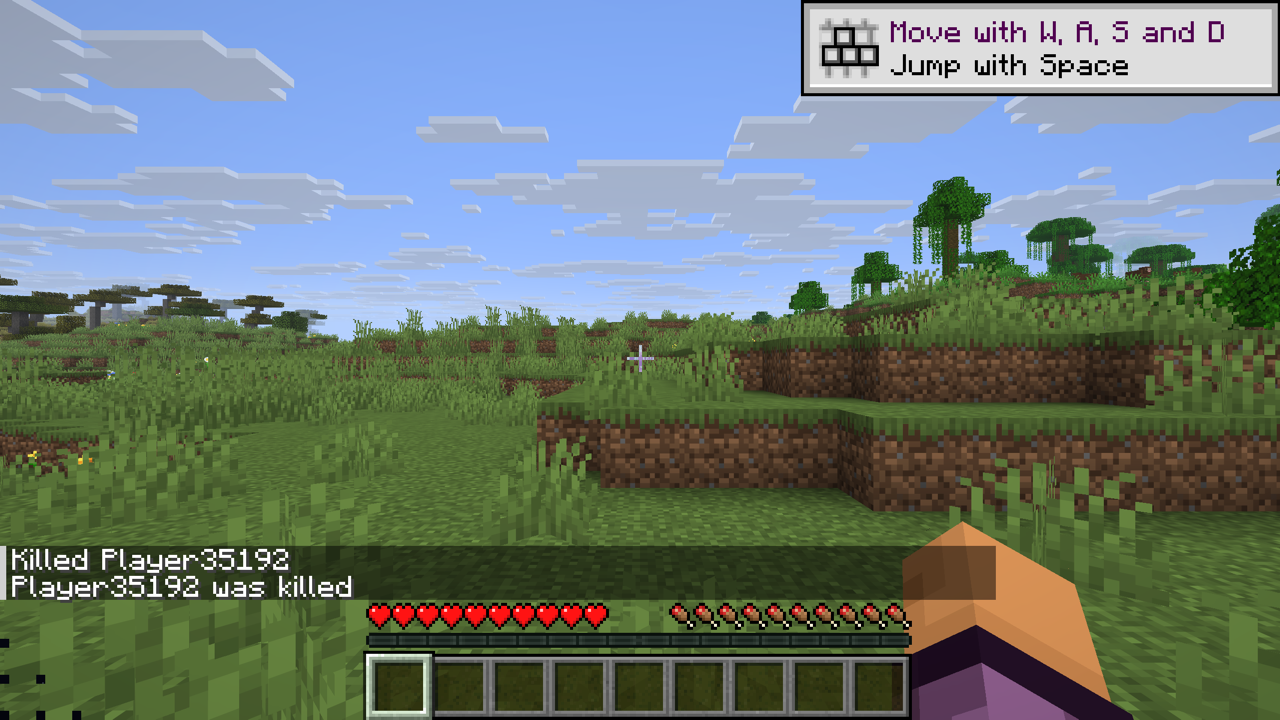 Move with W, A, S and D
Jump with Space
Killed Player35192
Player35192 was killed